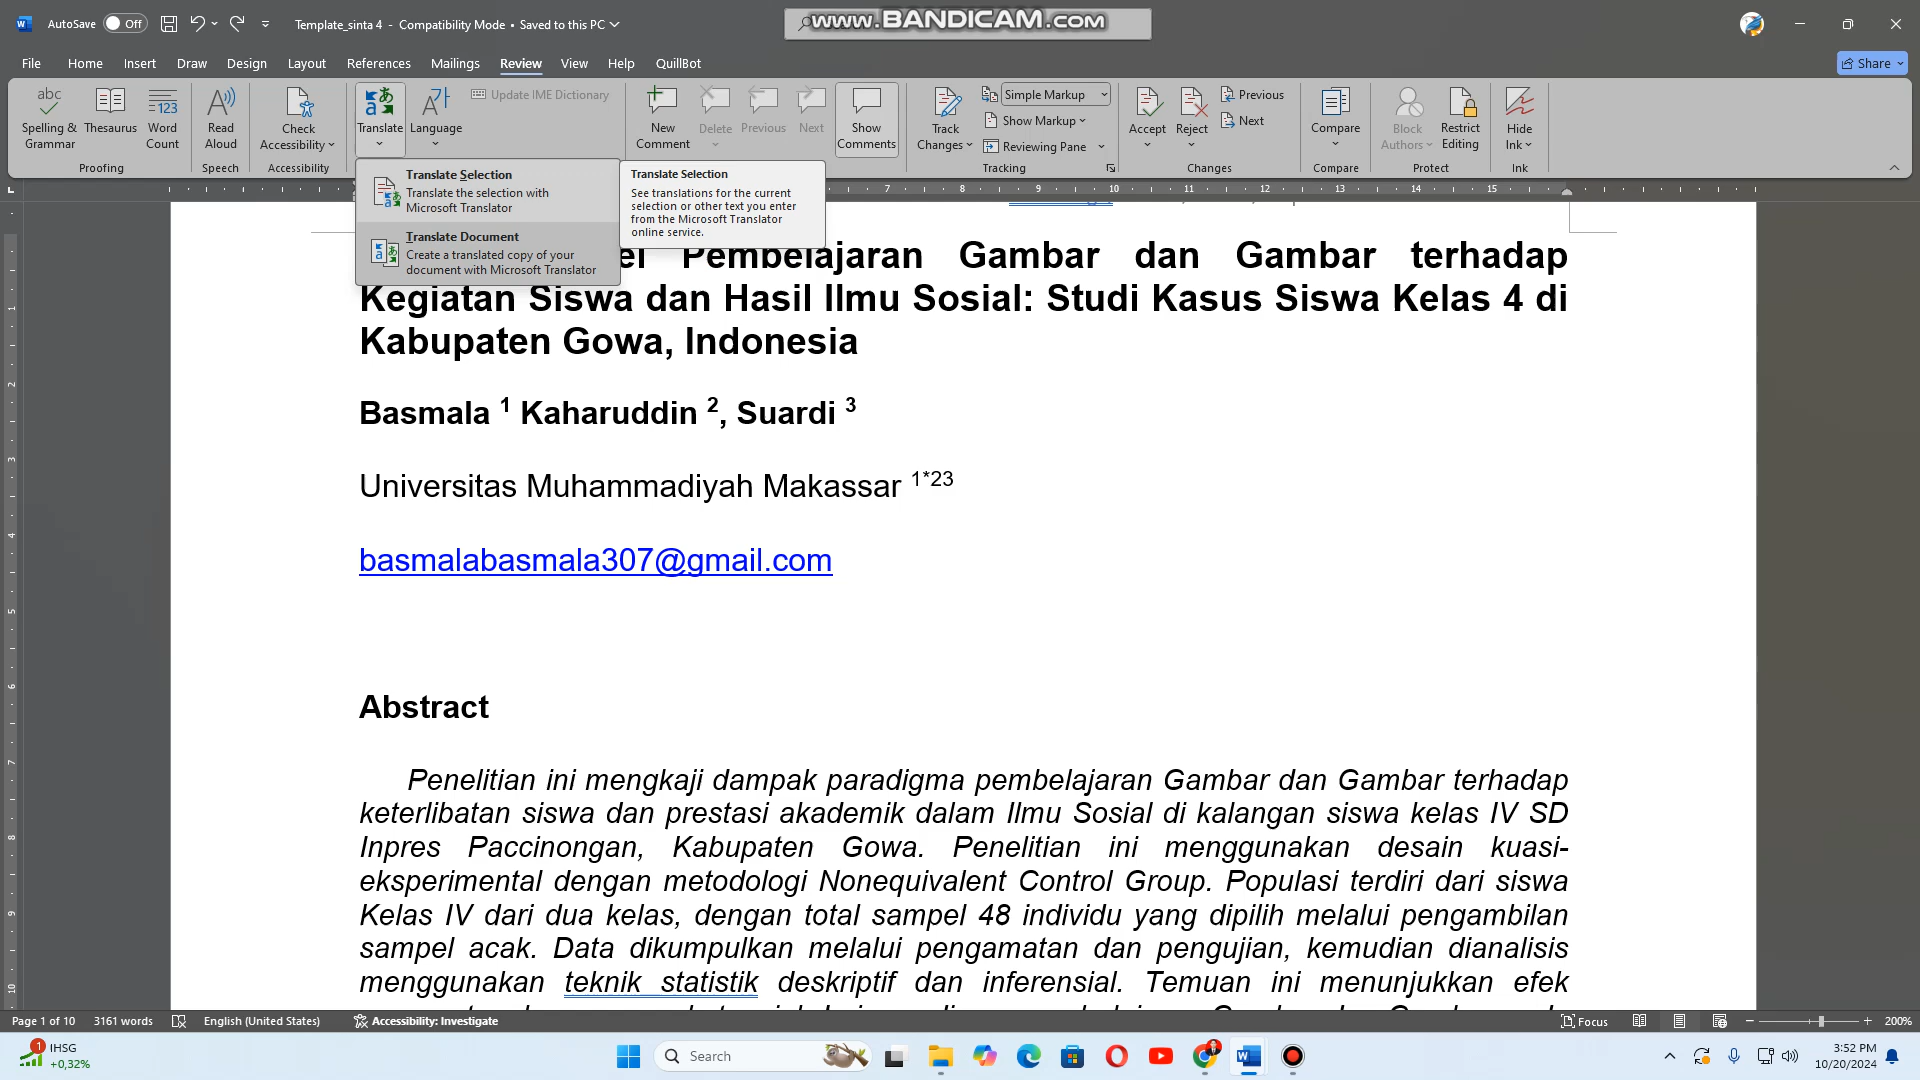 AutoSave Off Template_sinta 4 - Compatibility Mode • Saved to this PC
www.BANDICAM.com
File Home Insert Draw Design Layout References Mailings Review View Help QuillBot
Share
Spelling & Grammar
Thesaurus
Word Count
Proofing
Read Aloud
Speech
Check Accessibility
Accessibility
Translate
Language
Update IME Dictionary
New Comment
Delete
Previous
Next
Show Comments
Track Changes
Simple Markup
Show Markup
Reviewing Pane
Tracking
Accept
Reject
Previous
Next
Changes
Compare
Compare
Block Authors
Restrict Editing
Protect
Hide Ink
Ink
Translate Selection
Translate the selection with
Microsoft Translator
Translate Document
Create a translated copy of your
document with Microsoft Translator
Translate Selection
See translations for the current
selection or other text you enter
from the Microsoft Translator
online service.
7 8 9 10 11 12 13 14 15
Pembelajaran Gambar dan Gambar terhadap
Kegiatan Siswa dan Hasil Ilmu Sosial: Studi Kasus Siswa Kelas 4 di
Kabupaten Gowa, Indonesia
Basmala 1 Kaharuddin 2, Suardi 3
Universitas Muhammadiyah Makassar 1*23
basmalabasmala307@gmail.com
Abstract
Penelitian ini mengkaji dampak paradigma pembelajaran Gambar dan Gambar terhadap
keterlibatan siswa dan prestasi akademik dalam Ilmu Sosial di kalangan siswa kelas IV SD
Inpres Paccinongan, Kabupaten Gowa. Penelitian ini menggunakan desain kuasi-
eksperimental dengan metodologi Nonequivalent Control Group. Populasi terdiri dari siswa
Kelas IV dari dua kelas, dengan total sampel 48 individu yang dipilih melalui pengambilan
sampel acak. Data dikumpulkan melalui pengamatan dan pengujian, kemudian dianalisis
menggunakan teknik statistik deskriptif dan inferensial. Temuan ini menunjukkan efek
Page 1 of 10 3161 words English (United States) Accessibility: Investigate
Focus
200%
1
IHSG
+0,32%
Search
3:52 PM
10/20/2024